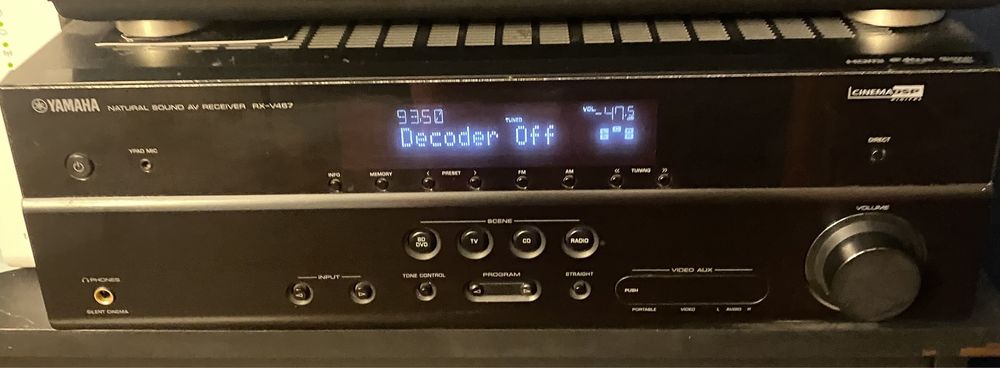 HDMI
YAMAHA NATURAL SOUND AV RECEIVER RX-V467
CINEMA DSP
DIGITAL
93.50 TUNED VOL. -47.5
Decoder Off
YPAO MIC
DIRECT
INFO MEMORY < PRESET > FM AM << TUNING >>
VOLUME
SCENE
BD
DVD
TV CD RADIO
PHONES
INPUT TONE CONTROL PROGRAM STRAIGHT
VIDEO AUX
PUSH
SILENT CINEMA
PORTABLE VIDEO L AUDIO R